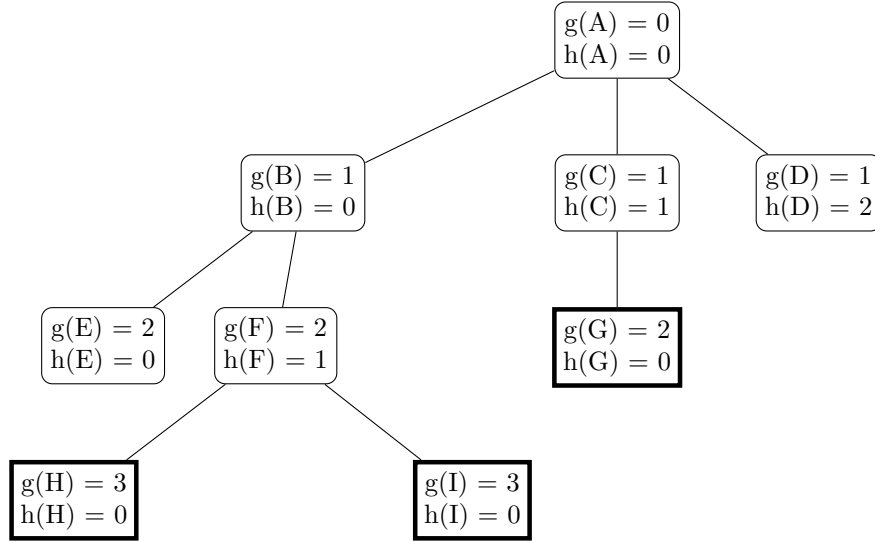 g(A) = 0
h(A) = 0
g(B) = 1
h(B) = 0
g(C) = 1
h(C) = 1
g(D) = 1
h(D) = 2
g(E) = 2
h(E) = 0
g(F) = 2
h(F) = 1
g(G) = 2
h(G) = 0
g(H) = 3
h(H) = 0
g(I) = 3
h(I) = 0